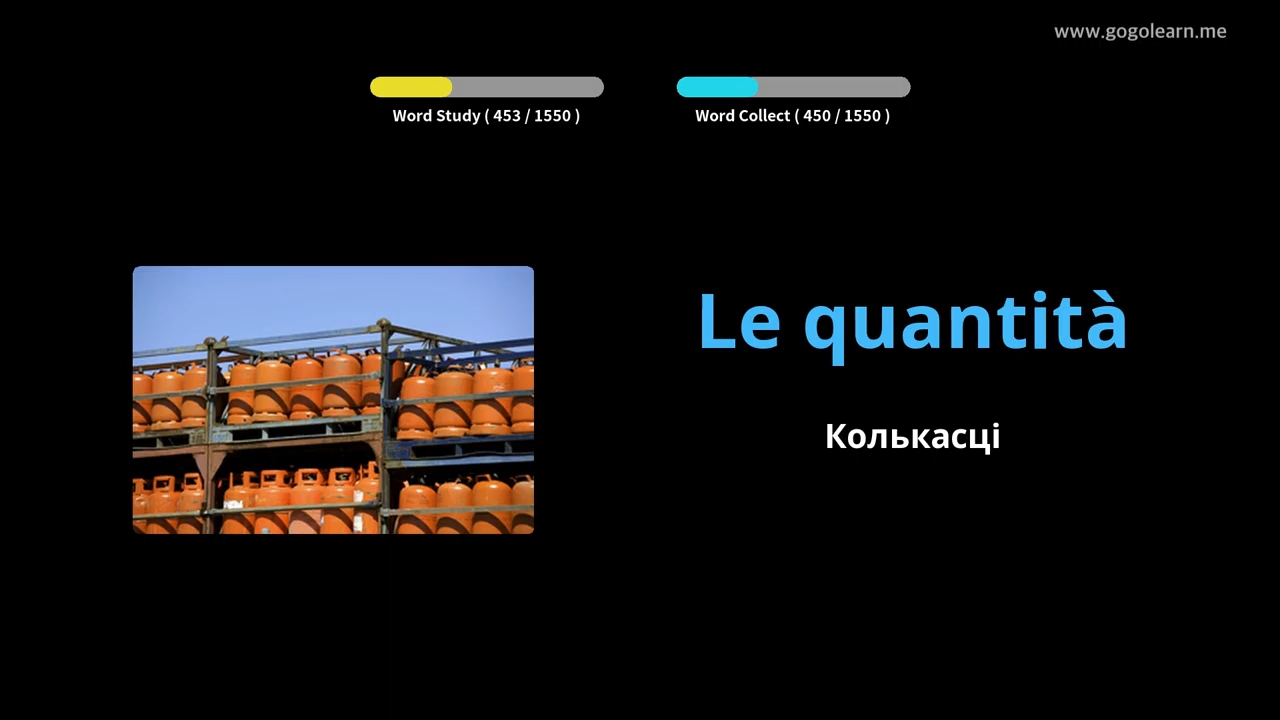 www.gogolearn.me
Word Study ( 453 / 1550 )
Word Collect ( 450 / 1550 )
Le quantità
Колькасці